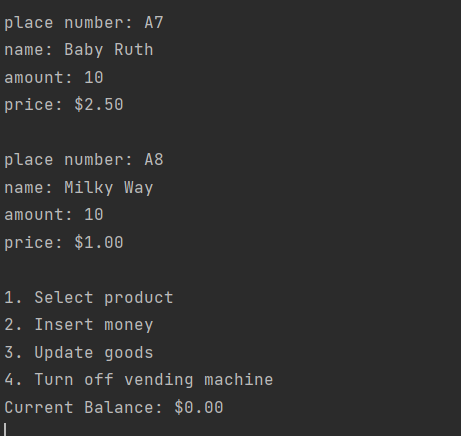 place number: A7
name: Baby Ruth
amount: 10
price: $2.50
place number: A8
name: Milky Way
amount: 10
price: $1.00
1. Select product
2. Insert money
3. Update goods
4. Turn off vending machine
Current Balance: $0.00